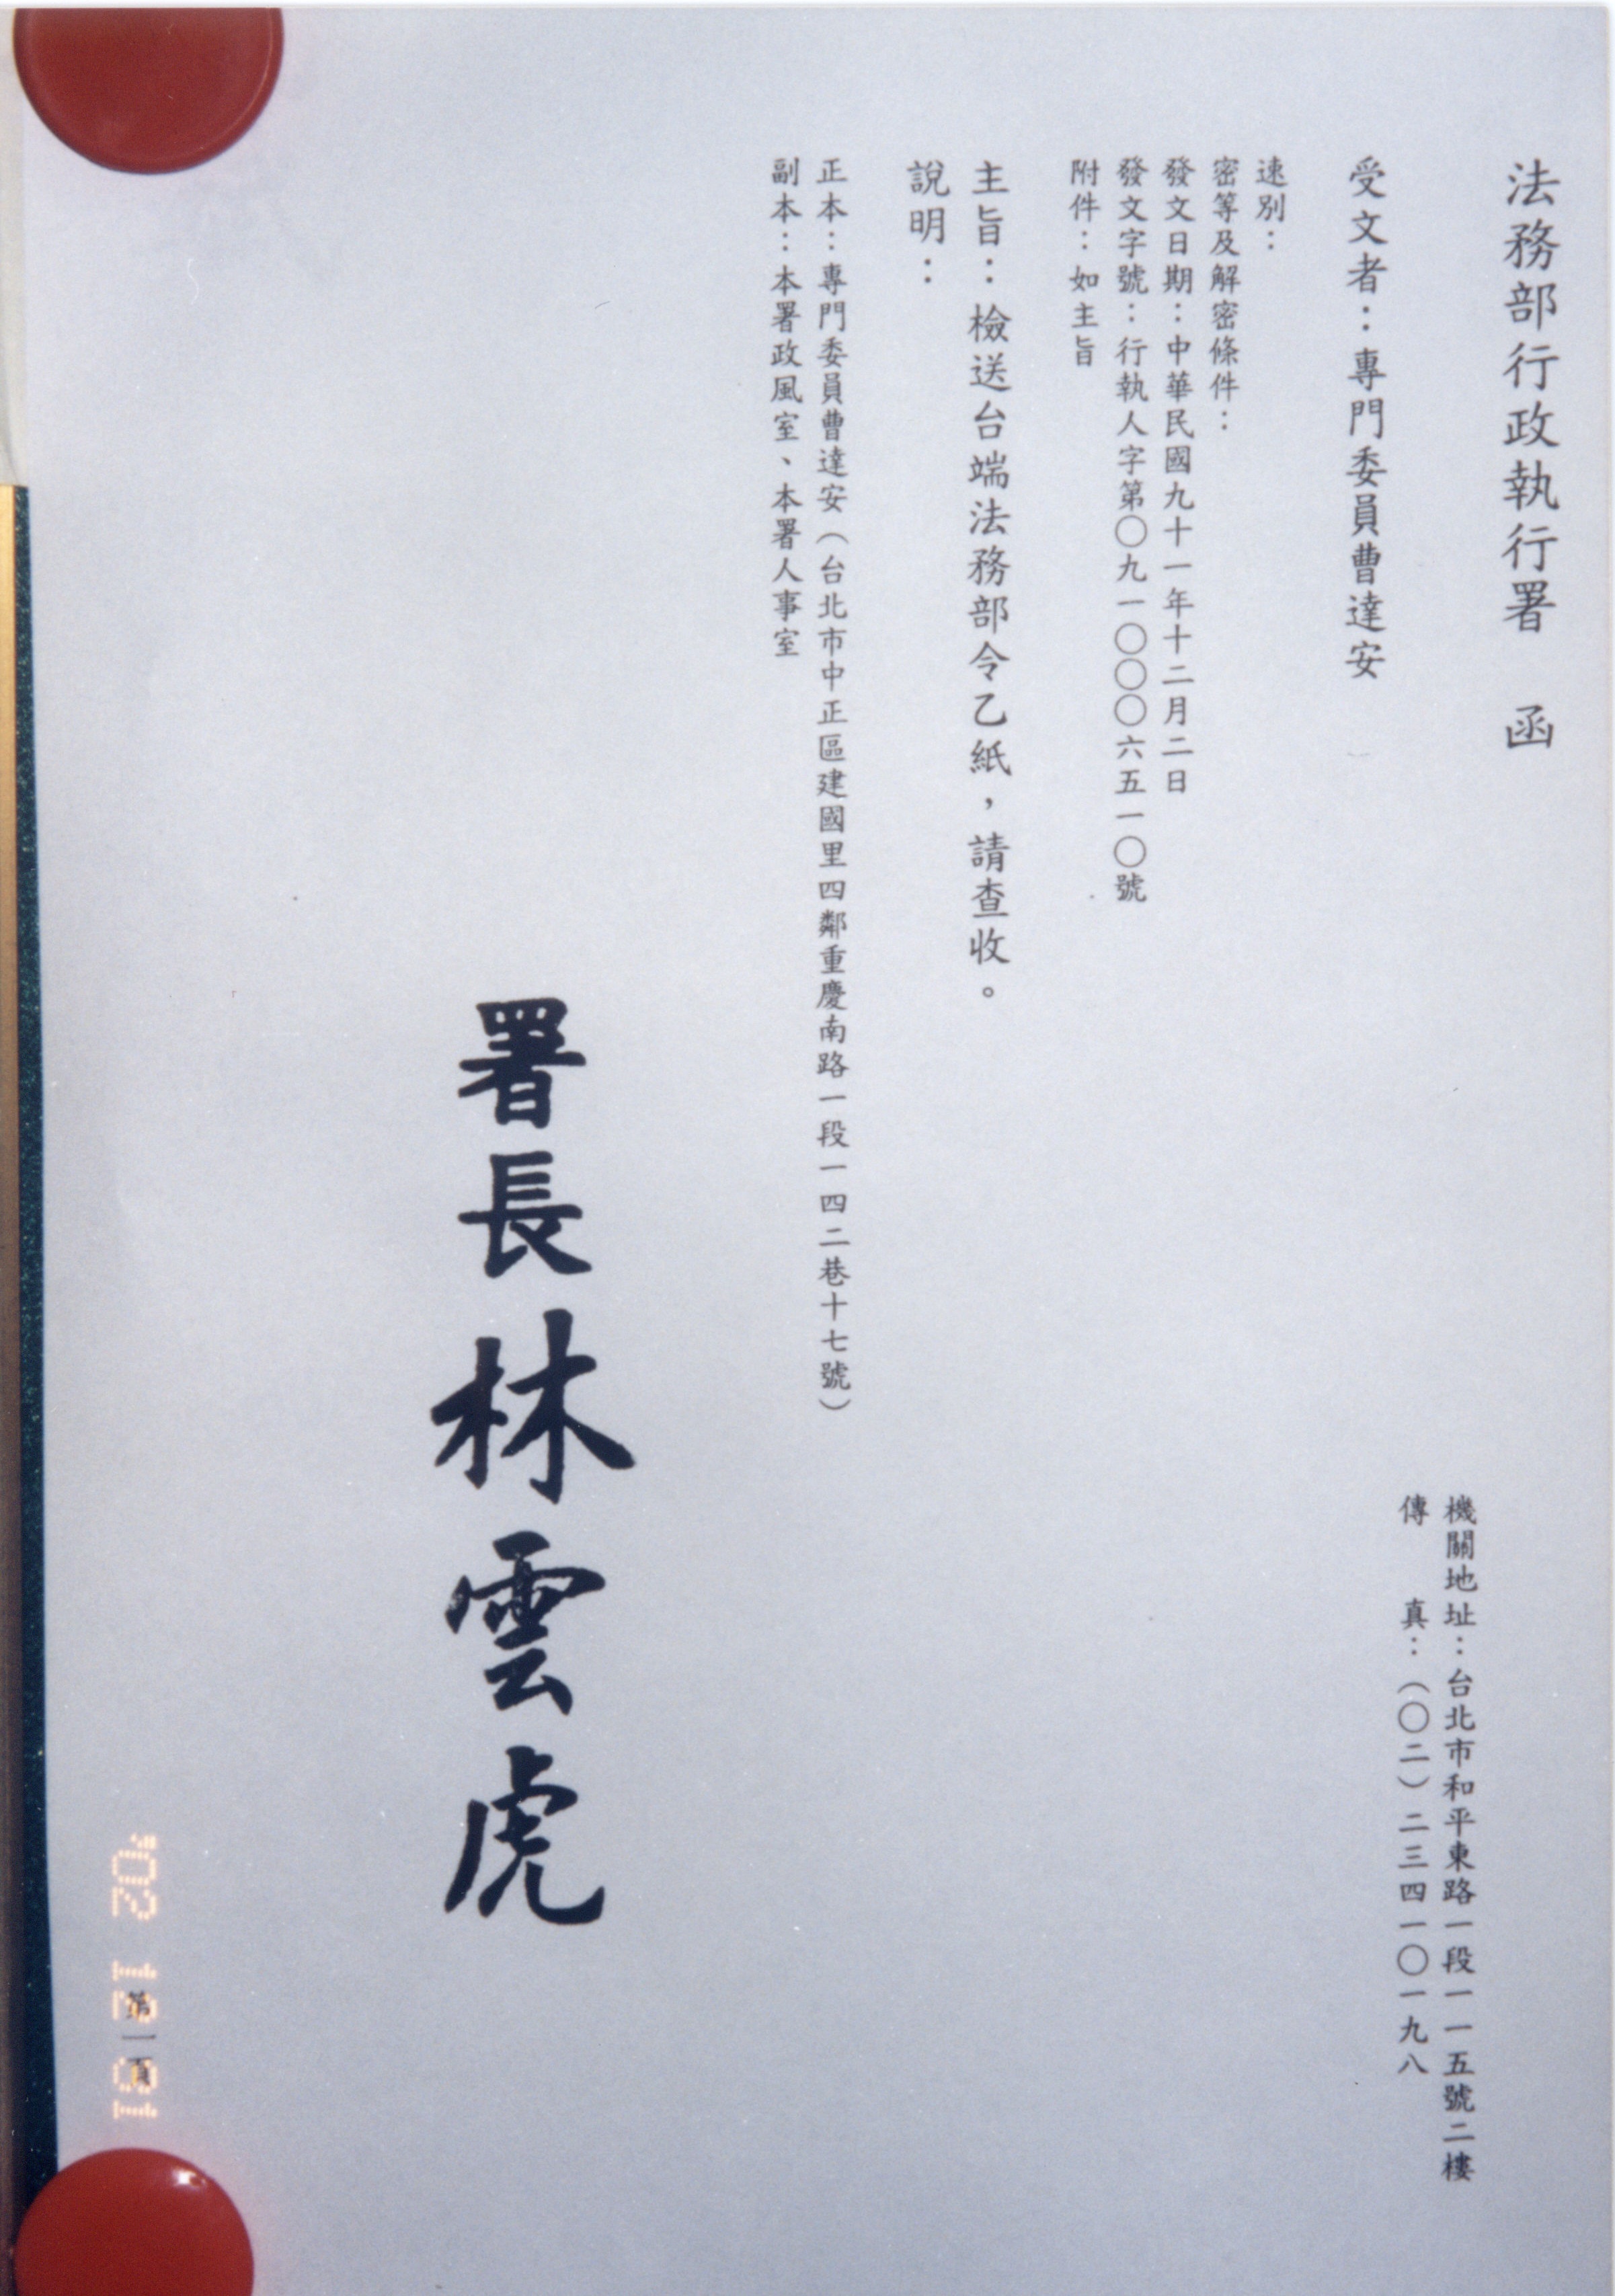 法務部行政執行署　函
機關地址：台北市和平東路一段一一五號二樓
傳　　真：（〇二）二三四一〇一九八
受文者：專門委員曹達安
速別：
密等及解密條件：
發文日期：中華民國九十一年十二月二日
發文字號：行執人字第〇九一〇〇〇六五一〇號
附件：如主旨
主旨：檢送台端法務部令乙紙，請查收。
說明：
正本：專門委員曹達安（台北市中正區建國里四鄰重慶南路一段一四二巷十七號）
副本：本署政風室、本署人事室
署長林雲虎
第一頁